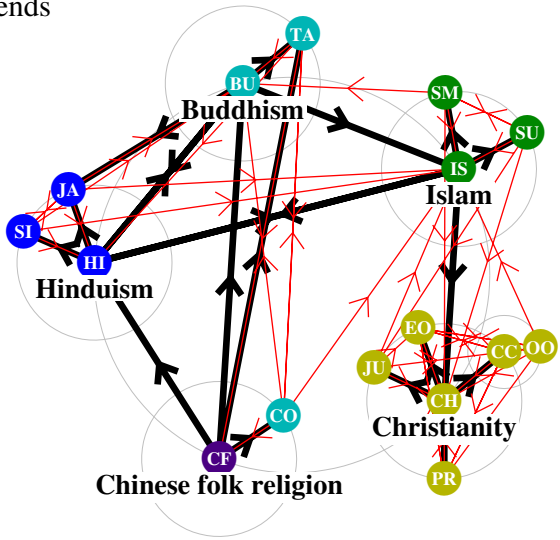 ends
TA
BU
Buddhism
SM
SU
IS
Islam
JA
SI
HI
Hinduism
EO
CC
OO
JU
CH
Christianity
CO
CF
Chinese folk religion
PR